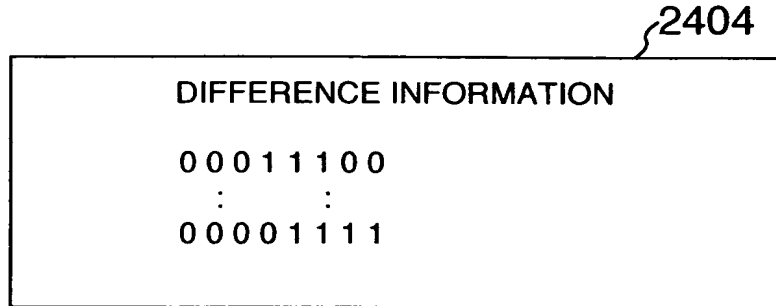 2404
DIFFERENCE INFORMATION
0 0 0 1 1 1 0 0
: :
0 0 0 0 1 1 1 1